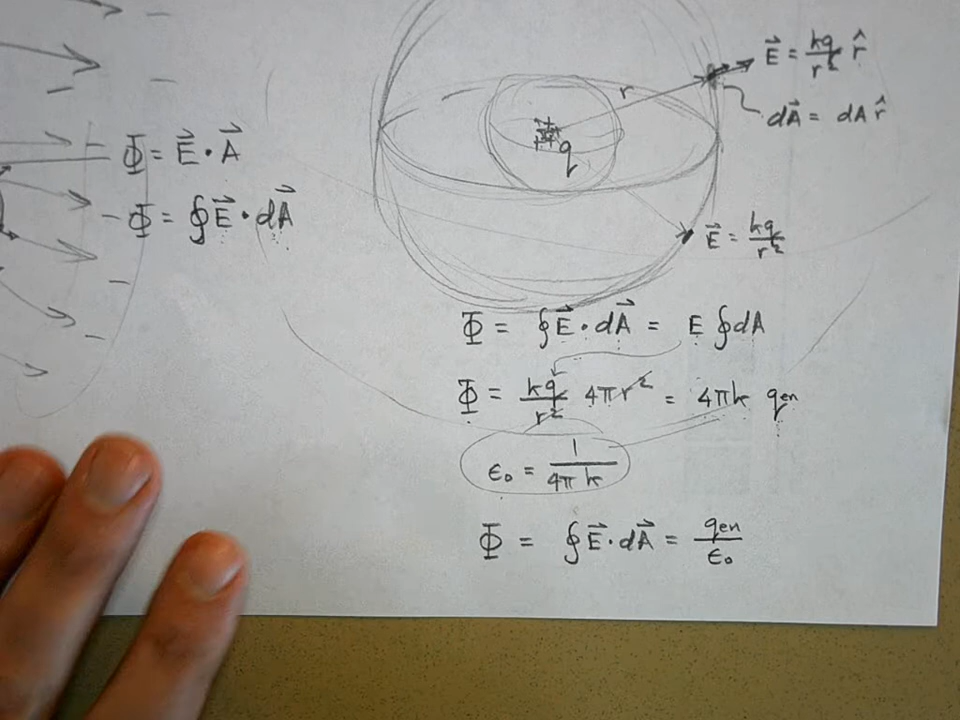 Φ = E⃗ · A⃗
Φ = ∮ E⃗ · dA⃗
E⃗ = kq/r² r̂
r
dA⃗ = dA r̂
q
E⃗ = kq/r²
Φ = ∮ E⃗ · dA⃗ = E ∮ dA
Φ = kq/r² 4πr² = 4πk qen
ϵ₀ = 1/4πk
Φ = ∮ E⃗ · dA⃗ = qen/ϵ₀